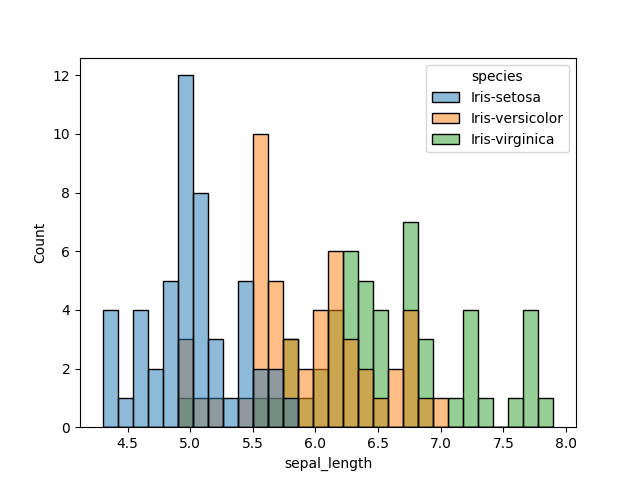 species
Iris-setosa
Iris-versicolor
Iris-virginica
12
10
8
6
4
2
0
Count
4.5 5.0 5.5 6.0 6.5 7.0 7.5 8.0
sepal_length